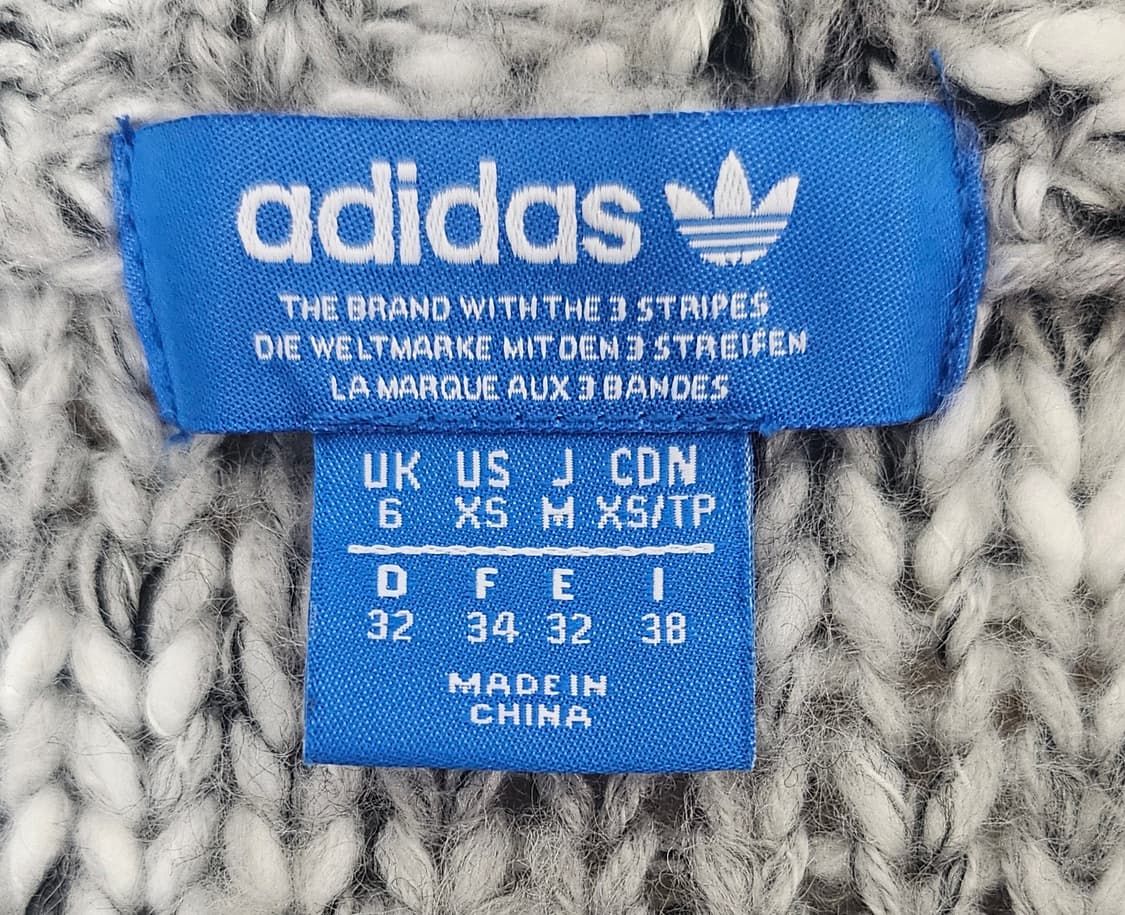 adidas
THE BRAND WITH THE 3 STRIPES
DIE WELTMARKE MIT DEN 3 STREIFEN
LA MARQUE AUX 3 BANDES
UK US J CDN
6 XS M XS/TP
D F E I
32 34 32 38
MADE IN
CHINA